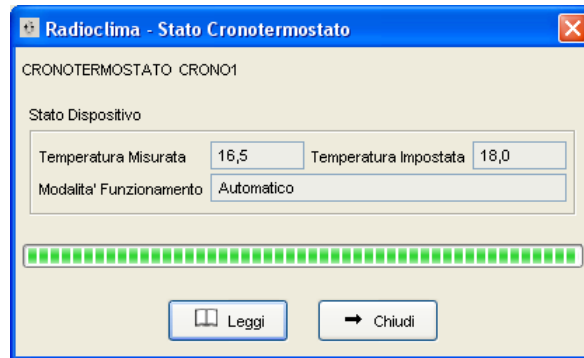 Radioclima - Stato Cronotermostato
CRONOTERMOSTATO CRONO1
Stato Dispositivo
Temperatura Misurata 16,5 Temperatura Impostata 18,0
Modalita' Funzionamento Automatico
Leggi Chiudi